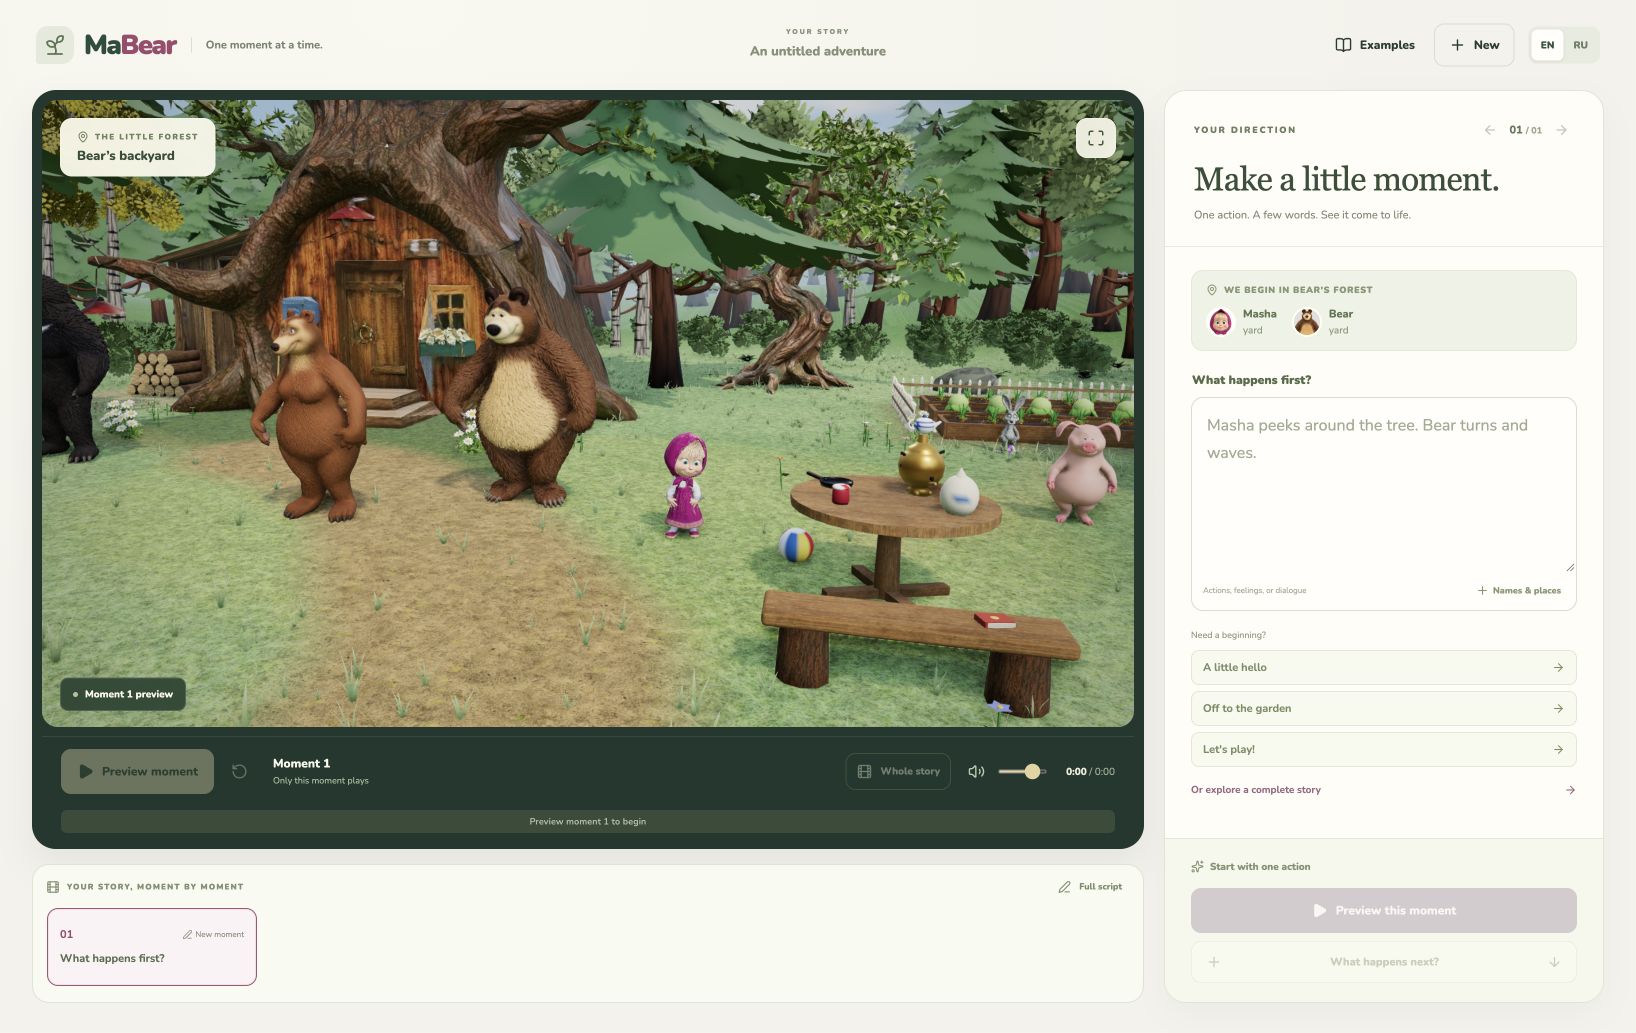 MaBear
One moment at a time.
YOUR STORY
An untitled adventure
Examples
New
EN
RU
THE LITTLE FOREST
Bear's backyard
Moment 1 preview
Preview moment
Moment 1
Only this moment plays
Whole story
0:00 / 0:00
Preview moment 1 to begin
YOUR STORY, MOMENT BY MOMENT
Full script
01
New moment
What happens first?
YOUR DIRECTION
01 / 01
Make a little moment.
One action. A few words. See it come to life.
WE BEGIN IN BEAR'S FOREST
Masha
yard
Bear
yard
What happens first?
Masha peeks around the tree. Bear turns and
waves.
Actions, feelings, or dialogue
Names & places
Need a beginning?
A little hello
Off to the garden
Let's play!
Or explore a complete story
Start with one action
Preview this moment
What happens next?